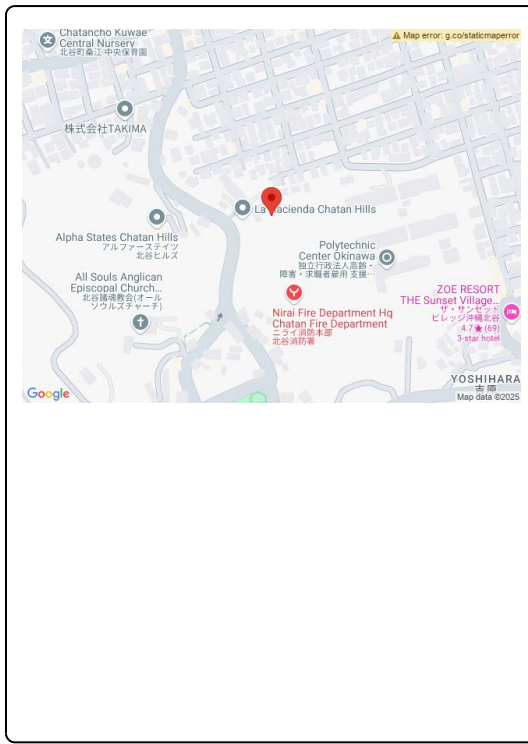 Chatancho Kuwae
Central Nursery
北谷町桑江中央保育園
Map error: g.co/staticmaperror
株式会社TAKIMA
La Hacienda Chatan Hills
Alpha States Chatan Hills
アルファーステイツ
北谷ヒルズ
Polytechnic
Center Okinawa
独立行政法人高齢・
障害・求職者雇用 支援…
All Souls Anglican
Episcopal Church...
北谷諸魂教会(オール
ソウルズチャーチ)
Nirai Fire Department Hq
Chatan Fire Department
ニライ消防本部
北谷消防署
ZOE RESORT
THE Sunset Village...
ザ・サンセット
ビレッジ沖縄北谷
4.7★ (69)
3-star hotel
YOSHIHARA
吉原
Google
Map data ©2025